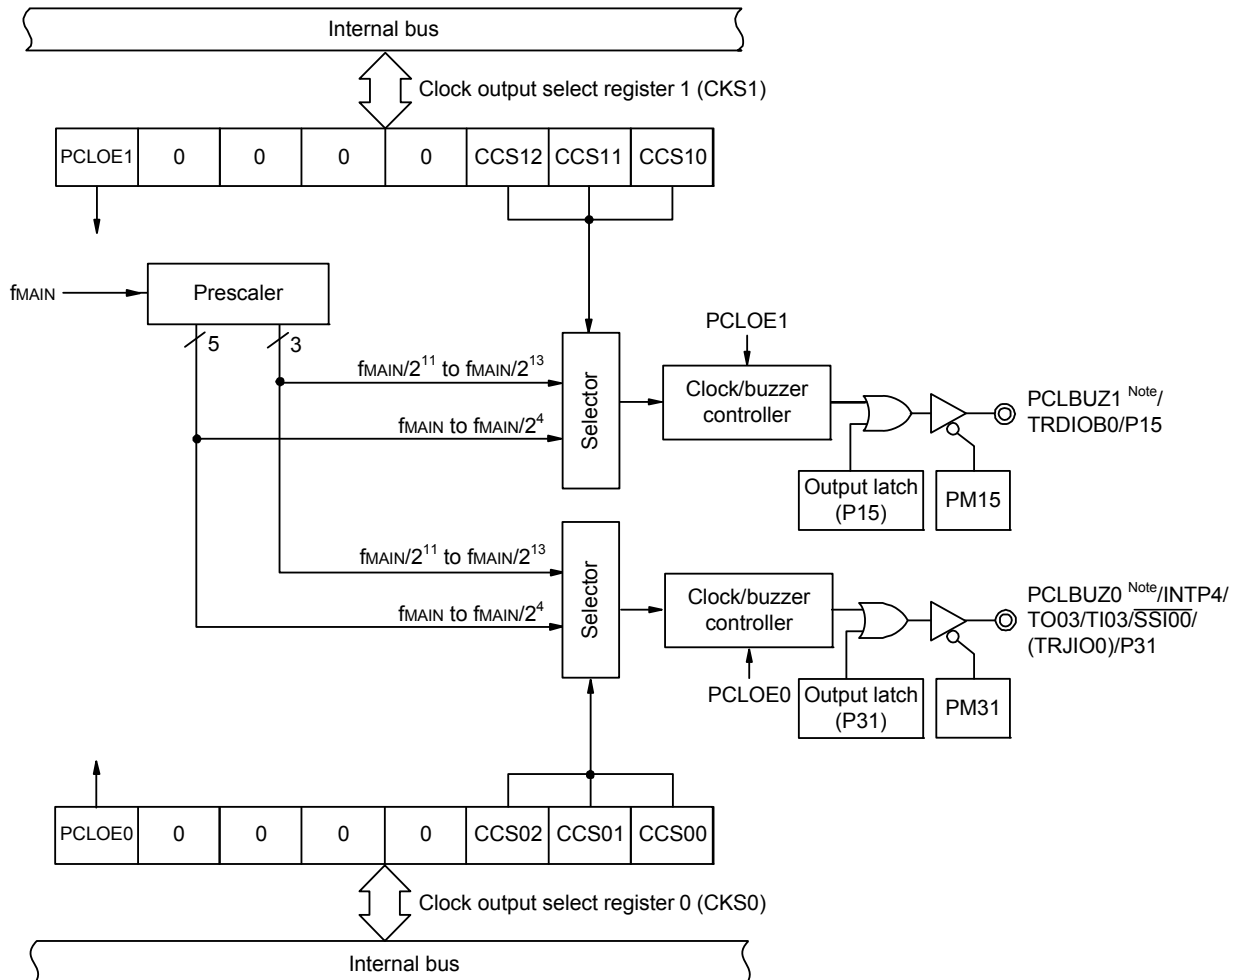 Internal bus
Clock output select register 1 (CKS1)
PCLOE1 0 0 0 0 CCS12 CCS11 CCS10
fMAIN
Prescaler
5 3
PCLOE1
fMAIN/2^11 to fMAIN/2^13
fMAIN to fMAIN/2^4
Selector
Clock/buzzer
controller
PCLBUZ1 Note/
TRDIOB0/P15
Output latch
(P15)
PM15
fMAIN/2^11 to fMAIN/2^13
fMAIN to fMAIN/2^4
Selector
Clock/buzzer
controller
PCLBUZ0 Note/INTP4/
TO03/TI03/S̅S̅I̅0̅0̅/
(TRJIO0)/P31
PCLOE0
Output latch
(P31)
PM31
PCLOE0 0 0 0 0 CCS02 CCS01 CCS00
Clock output select register 0 (CKS0)
Internal bus